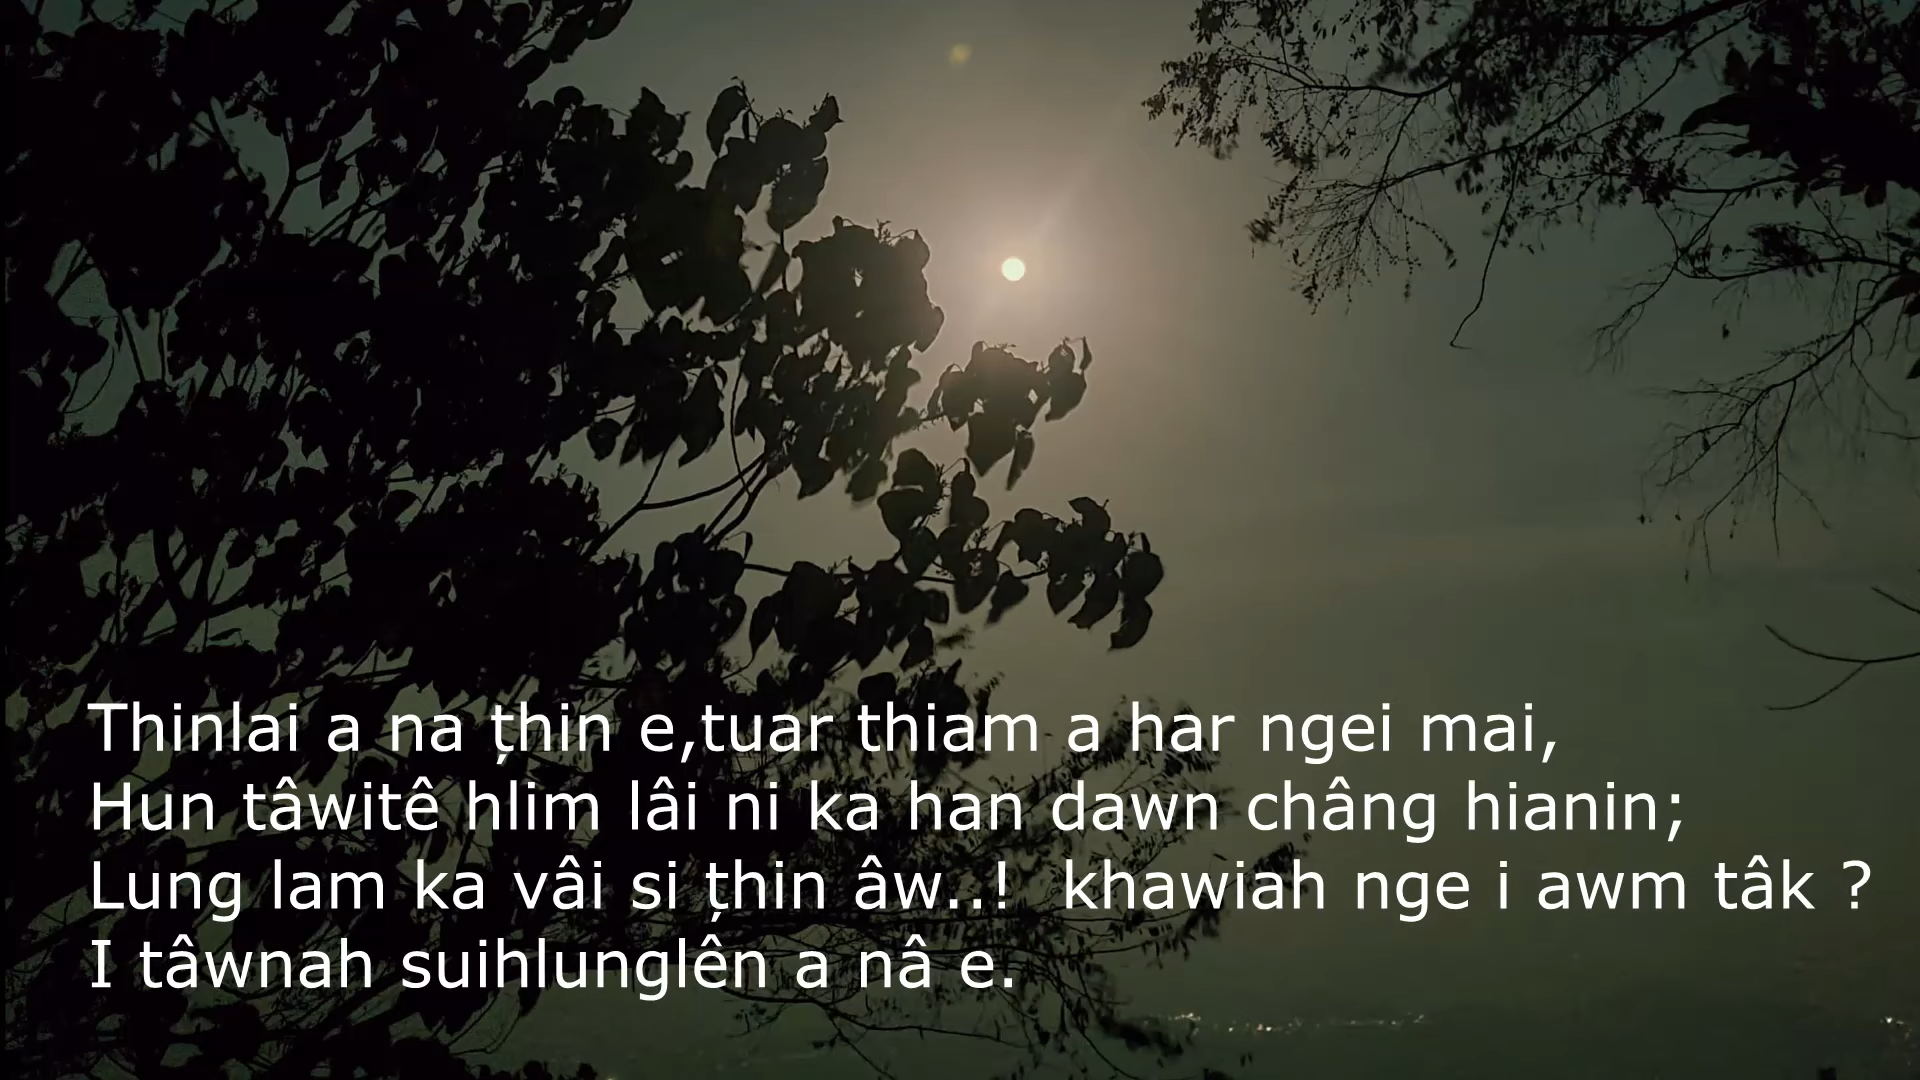 Thinlai a na ṭhin e,tuar thiam a har ngei mai,
Hun tâwitê hlim lâi ni ka han dawn châng hianin;
Lung lam ka vâi si ṭhin âw..! khawiah nge i awm tâk ?
I tâwnah suihlunglên a nâ e.